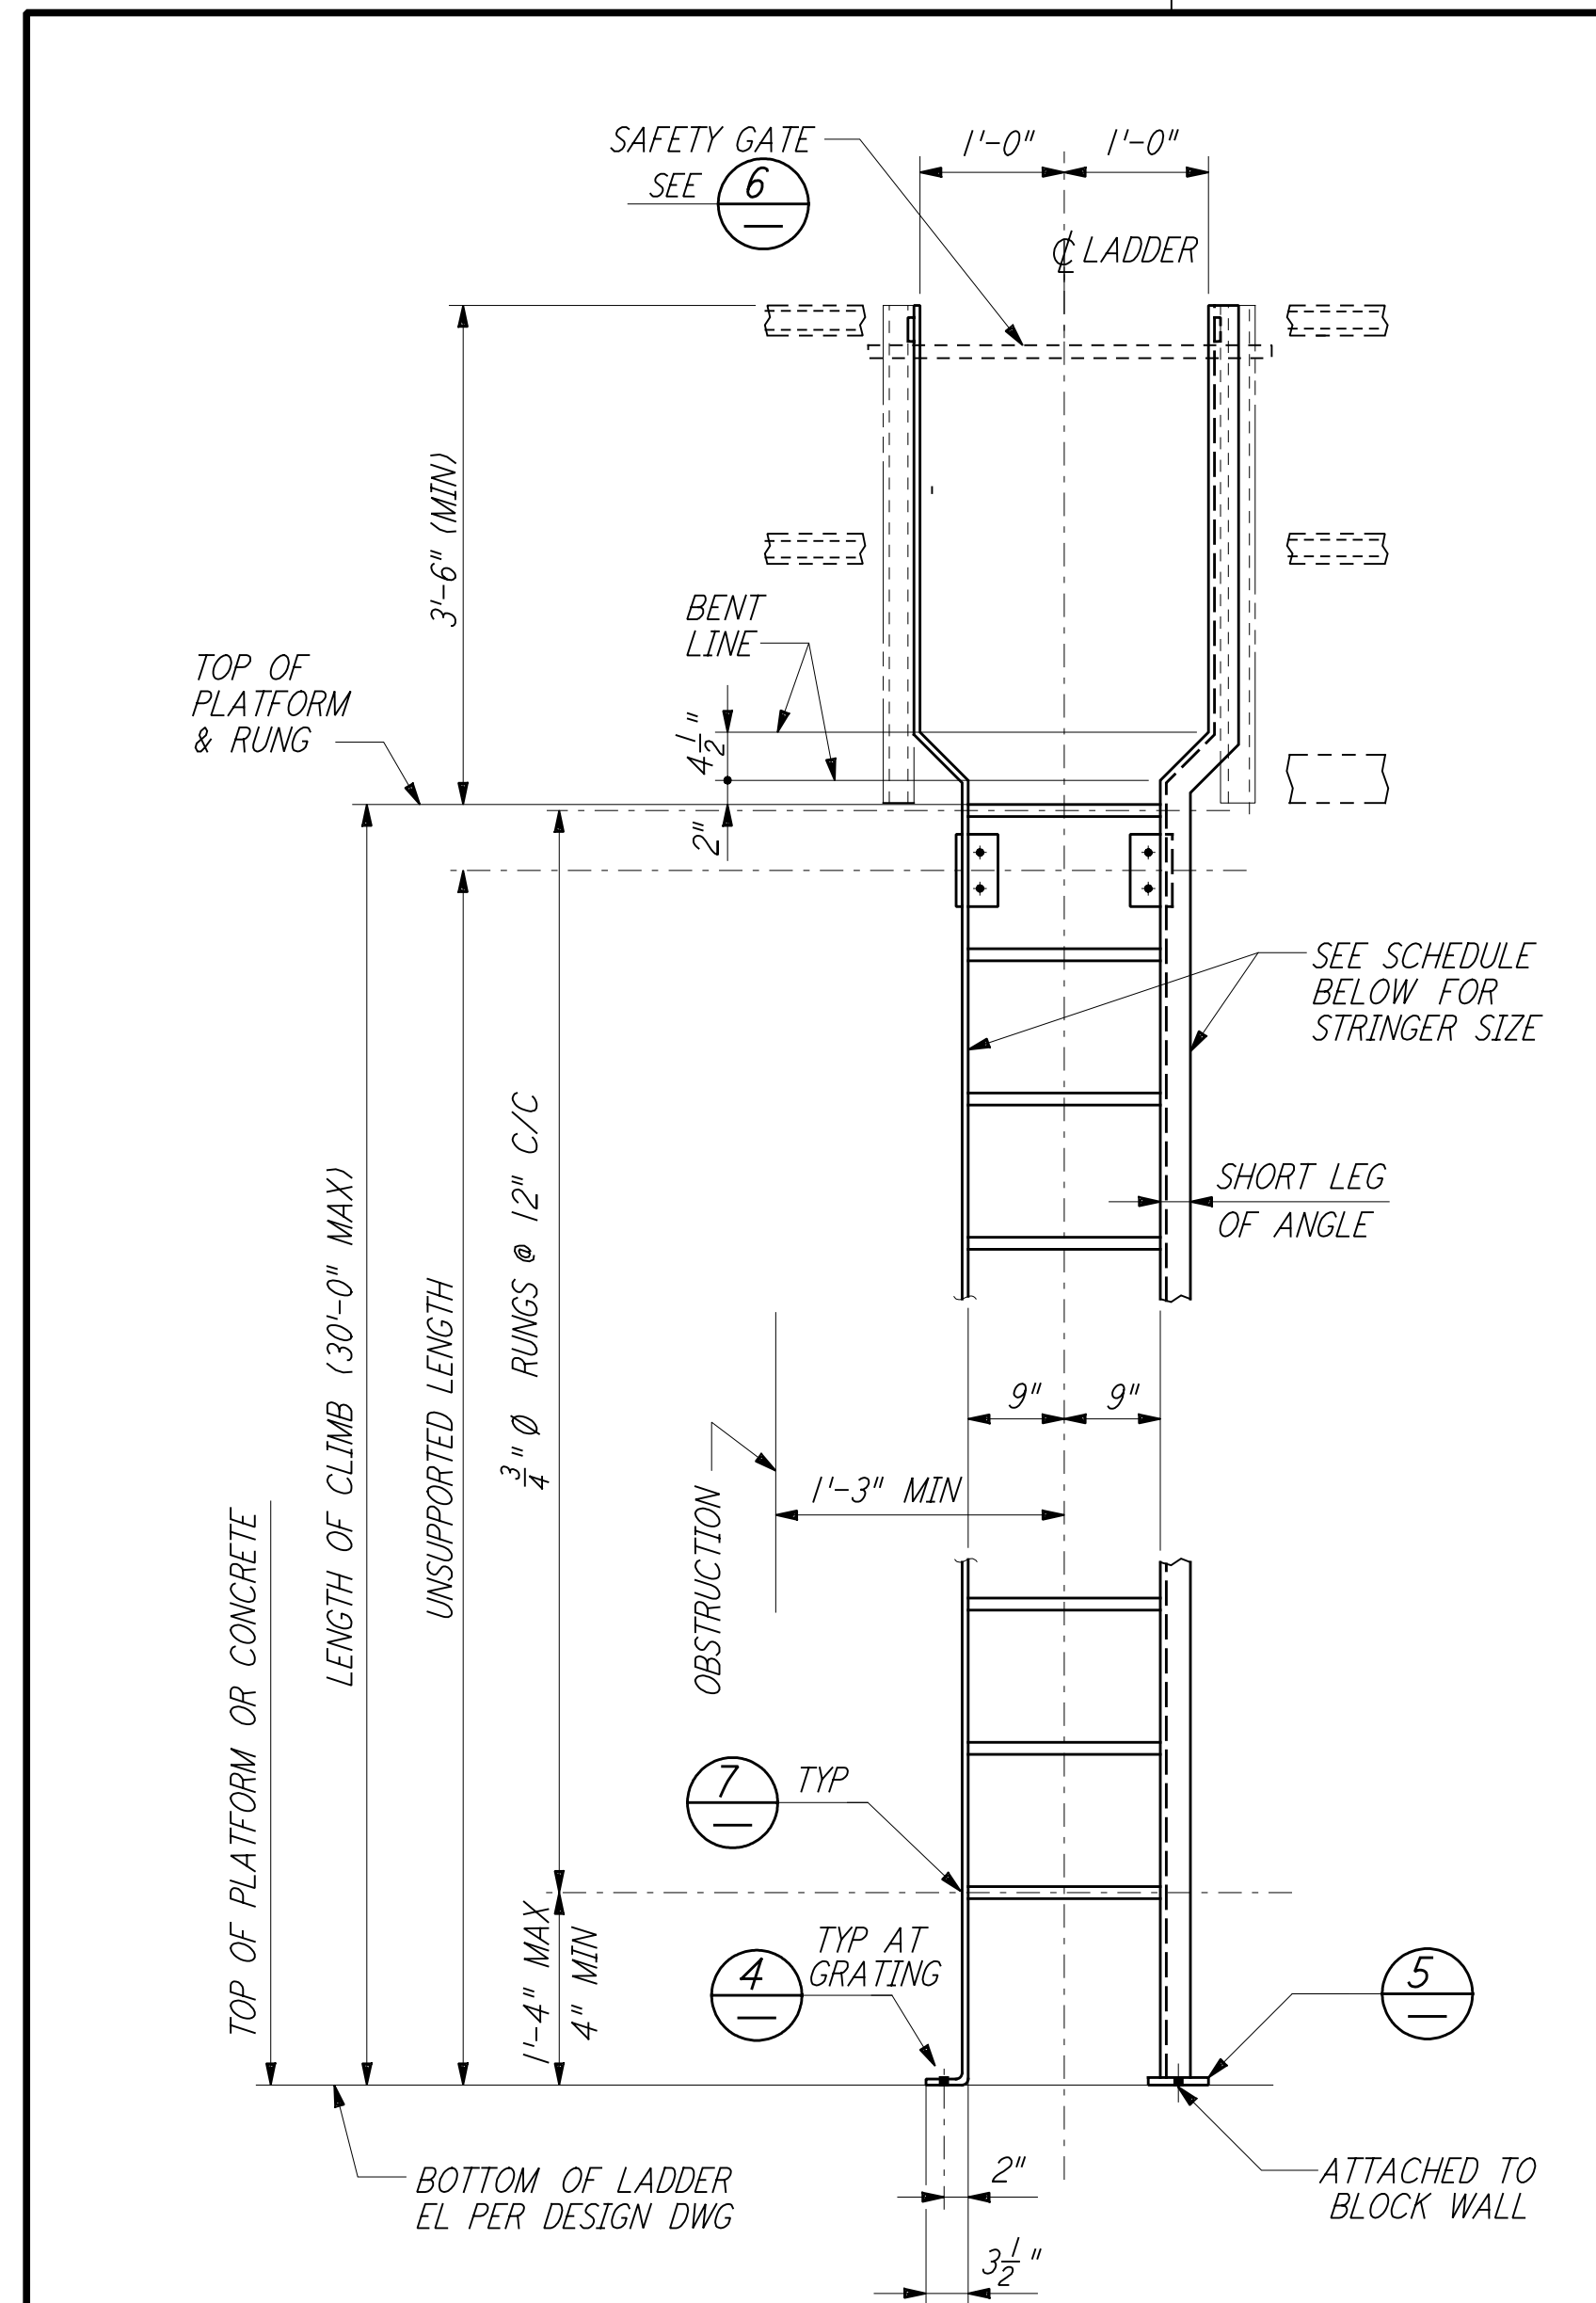 SAFETY GATE
SEE 6
1'-0" 1'-0"
℄ LADDER
3'-6" (MIN)
BENT
LINE
TOP OF
PLATFORM
& RUNG
4 1/2"
2"
SEE SCHEDULE
BELOW FOR
STRINGER SIZE
SHORT LEG
OF ANGLE
LENGTH OF CLIMB (30'-0" MAX)
UNSUPPORTED LENGTH
3/4" Ø RUNGS @ 12" C/C
9" 9"
1'-3" MIN
OBSTRUCTION
TOP OF PLATFORM OR CONCRETE
7 TYP
1'-4" MAX
4" MIN
4 TYP AT
GRATING
5
BOTTOM OF LADDER
EL PER DESIGN DWG
2"
3 1/2"
ATTACHED TO
BLOCK WALL